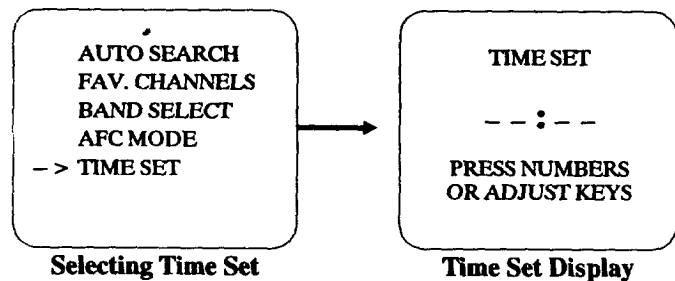 AUTO SEARCH
FAV. CHANNELS
BAND SELECT
AFC MODE
–> TIME SET
Selecting Time Set
TIME SET
– – : – –
PRESS NUMBERS
OR ADJUST KEYS
Time Set Display